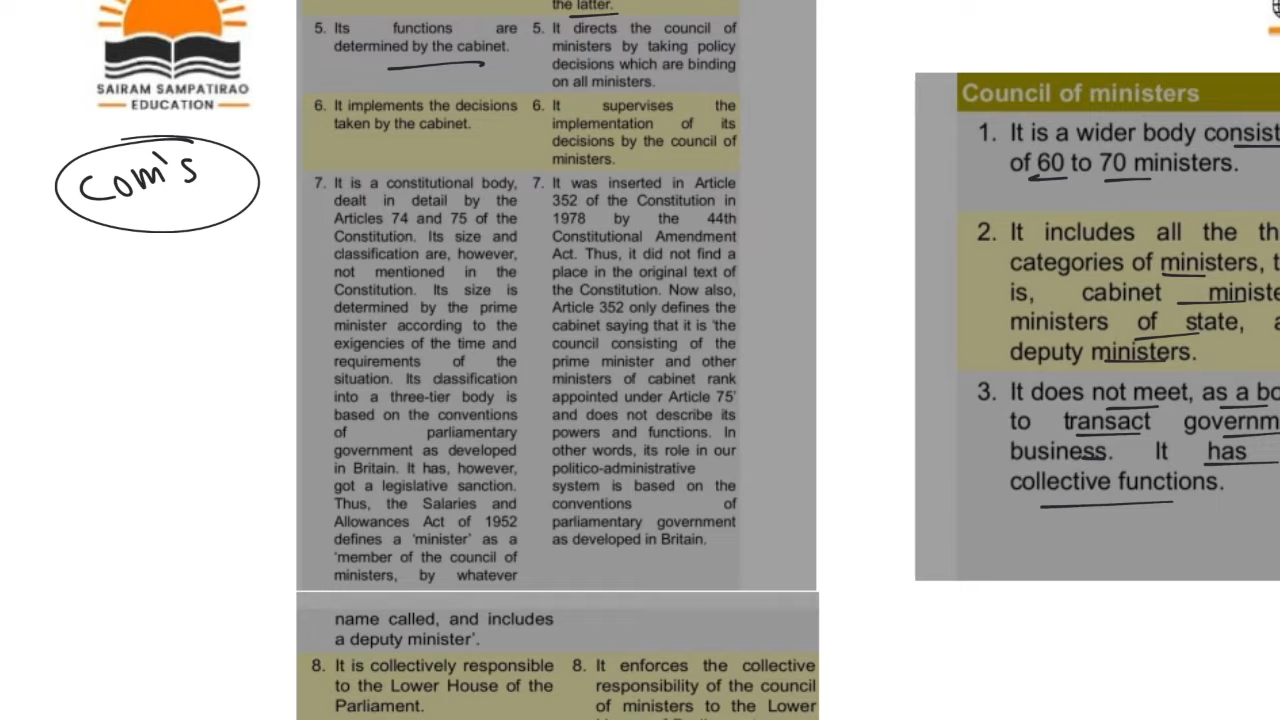 SAIRAM SAMPATIRAO
EDUCATION
com's
the latter.
5. Its functions are
determined by the cabinet.
5. It directs the council of
ministers by taking policy
decisions which are binding
on all ministers.
6. It implements the decisions
taken by the cabinet.
6. It supervises the
implementation of its
decisions by the council of
ministers.
7. It is a constitutional body,
dealt in detail by the
Articles 74 and 75 of the
Constitution. Its size and
classification are, however,
not mentioned in the
Constitution. Its size is
determined by the prime
minister according to the
exigencies of the time and
requirements of the
situation. Its classification
into a three-tier body is
based on the conventions
of parliamentary
government as developed
in Britain. It has, however,
got a legislative sanction.
Thus, the Salaries and
Allowances Act of 1952
defines a ‘minister’ as a
‘member of the council of
ministers, by whatever
name called, and includes
a deputy minister’.
7. It was inserted in Article
352 of the Constitution in
1978 by the 44th
Constitutional Amendment
Act. Thus, it did not find a
place in the original text of
the Constitution. Now also,
Article 352 only defines the
cabinet saying that it is ‘the
council consisting of the
prime minister and other
ministers of cabinet rank
appointed under Article 75’
and does not describe its
powers and functions. In
other words, its role in our
politico-administrative
system is based on the
conventions of
parliamentary government
as developed in Britain.
8. It is collectively responsible
to the Lower House of the
Parliament.
8. It enforces the collective
responsibility of the council
of ministers to the Lower
Council of ministers
1. It is a wider body consist
of 60 to 70 ministers.
2. It includes all the th
categories of ministers, t
is, cabinet ministe
ministers of state, a
deputy ministers.
3. It does not meet, as a bo
to transact governm
business. It has
collective functions.